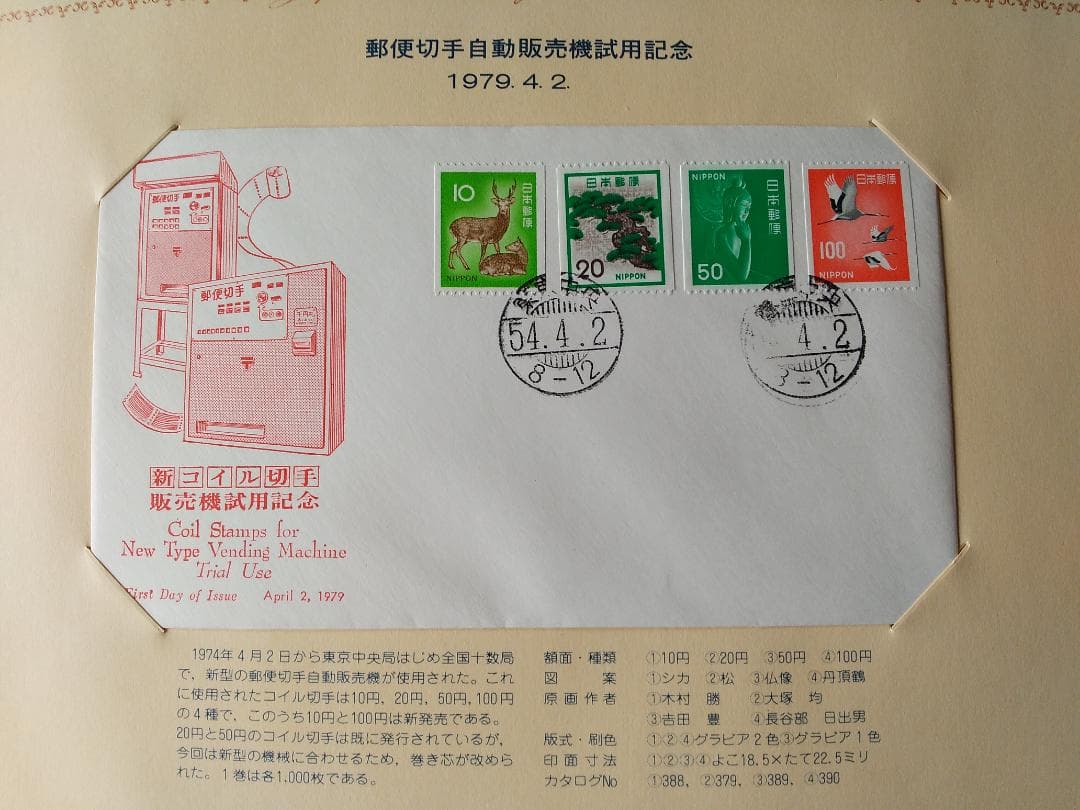 郵便切手自動販売機試用記念
1979. 4. 2.
郵便切手
郵便切手
10
日本郵便
NIPPON
日本郵便
20
NIPPON
NIPPON
日本郵便
50
日本郵便
100
NIPPON
54.4.2
8-12
4.2
-12
新コイル切手
販売機試用記念
Coil Stamps for
New Type Vending Machine
Trial Use
First Day of Issue April 2, 1979
1974年4月2日から東京中央局はじめ全国十数局
で、新型の郵便切手自動販売機が使用された。これ
に使用されたコイル切手は10円、20円、50円、100円
の4種で、このうち10円と100円は新発売である。
20円と50円のコイル切手は既に発行されているが、
今回は新型の機械に合わせるため、巻き芯が改めら
れた。1巻は各1,000枚である。
額面・種類 ①10円 ②20円 ③50円 ④100円
図案 ①シカ ②松 ③仏像 ④丹頂鶴
原画作者 ①木村 勝 ②大塚 均
③吉田 豊 ④長谷部 日出男
版式・刷色 ①②④グラビア2色③グラビア1色
印面寸法 ①②③④よこ18.5×たて22.5ミリ
カタログNo ①388、②379、③389、④390